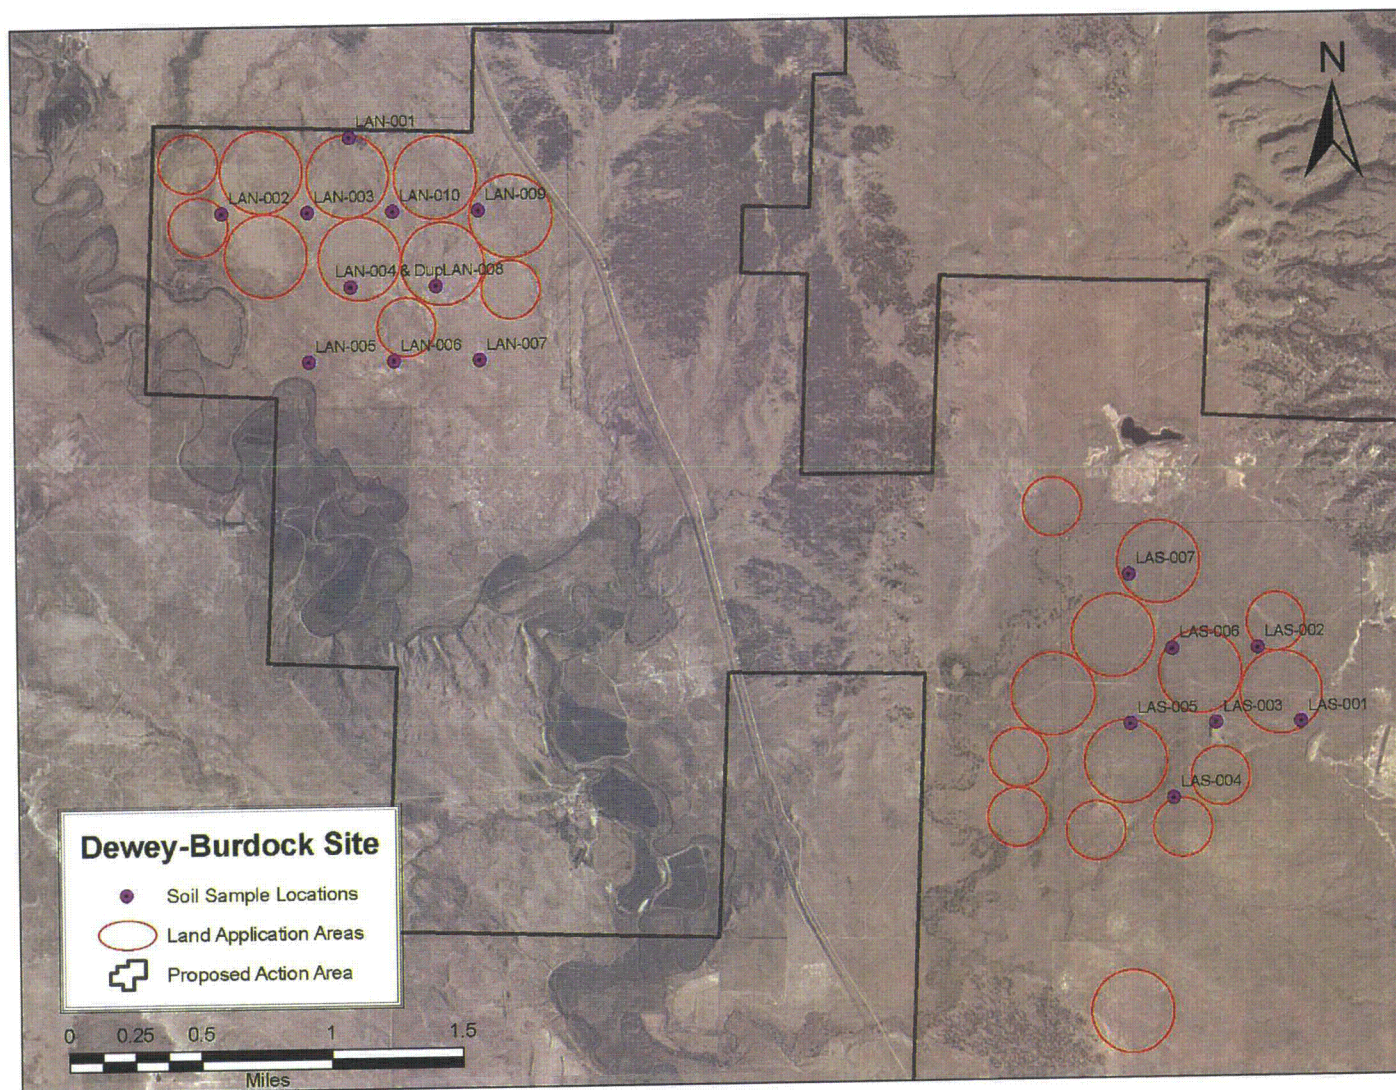 N
LAN-001
LAN-002
LAN-003
LAN-010
LAN-009
LAN-004 & Dup
LAN-008
LAN-005
LAN-006
LAN-007
LAS-007
LAS-006
LAS-002
LAS-005
LAS-003
LAS-001
LAS-004
Dewey-Burdock Site
Soil Sample Locations
Land Application Areas
Proposed Action Area
0 0.25 0.5 1 1.5
Miles